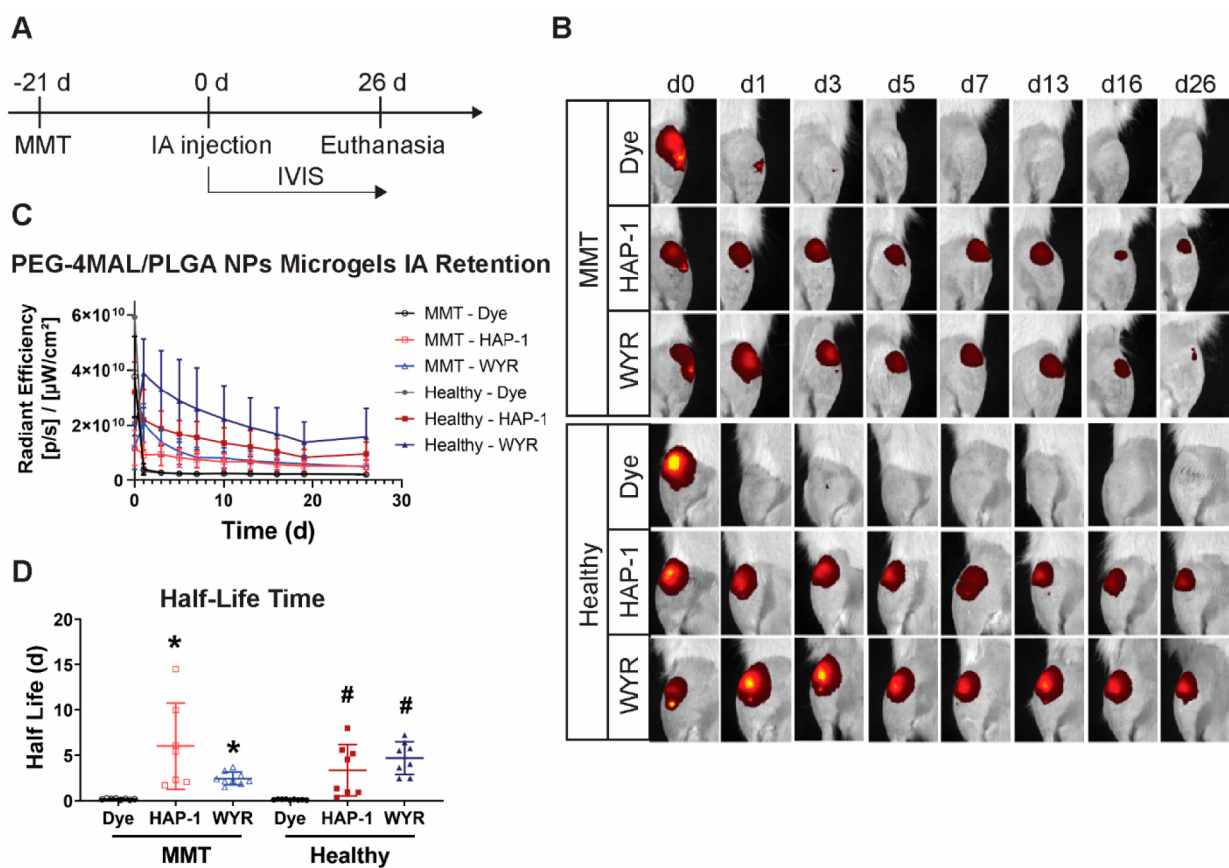 A
-21 d
0 d
26 d
MMT
IA injection
Euthanasia
IVIS
B
d0 d1 d3 d5 d7 d13 d16 d26
MMT
Dye
HAP-1
WYR
Healthy
Dye
HAP-1
WYR
C
PEG-4MAL/PLGA NPs Microgels IA Retention
Radiant Efficiency
[p/s] / [µW/cm²]
6×10¹⁰
4×10¹⁰
2×10¹⁰
0
0 10 20 30
Time (d)
MMT - Dye
MMT - HAP-1
MMT - WYR
Healthy - Dye
Healthy - HAP-1
Healthy - WYR
D
Half-Life Time
Half Life (d)
20
15
10
5
0
* * # #
Dye HAP-1 WYR Dye HAP-1 WYR
MMT Healthy